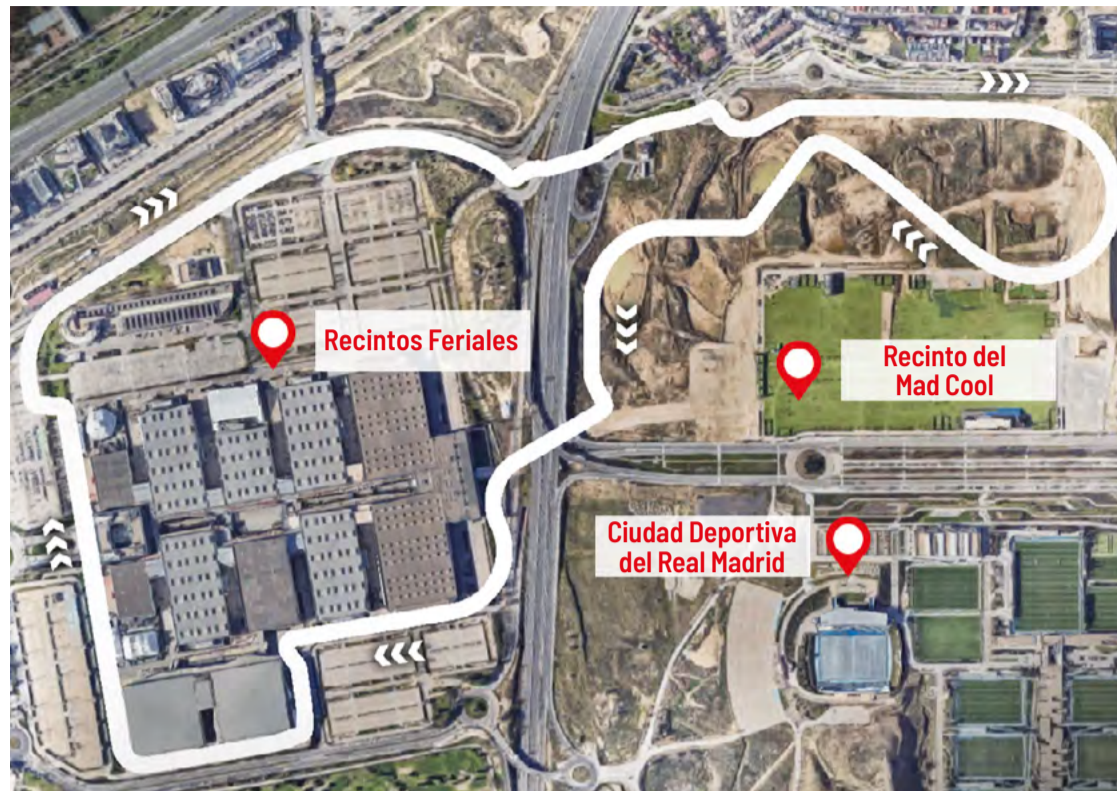 Recintos Feriales
Recinto del
Mad Cool
Ciudad Deportiva
del Real Madrid